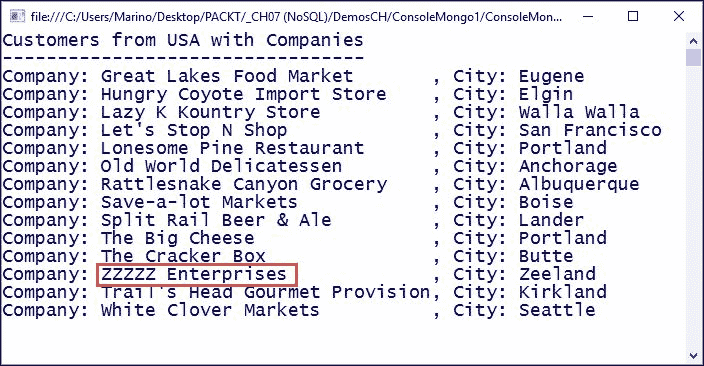 file:///C:/Users/Marino/Desktop/PACKT/_CH07 (NoSQL)/DemosCH/ConsoleMongo1/ConsoleMon...
Customers from USA with Companies
---------------------------------
Company: Great Lakes Food Market       , City: Eugene
Company: Hungry Coyote Import Store    , City: Elgin
Company: Lazy K Kountry Store          , City: Walla Walla
Company: Let's Stop N Shop             , City: San Francisco
Company: Lonesome Pine Restaurant      , City: Portland
Company: Old World Delicatessen        , City: Anchorage
Company: Rattlesnake Canyon Grocery    , City: Albuquerque
Company: Save-a-lot Markets            , City: Boise
Company: Split Rail Beer & Ale         , City: Lander
Company: The Big Cheese                , City: Portland
Company: The Cracker Box               , City: Butte
Company: ZZZZZ Enterprises             , City: Zeeland
Company: Trail's Head Gourmet Provision, City: Kirkland
Company: White Clover Markets          , City: Seattle